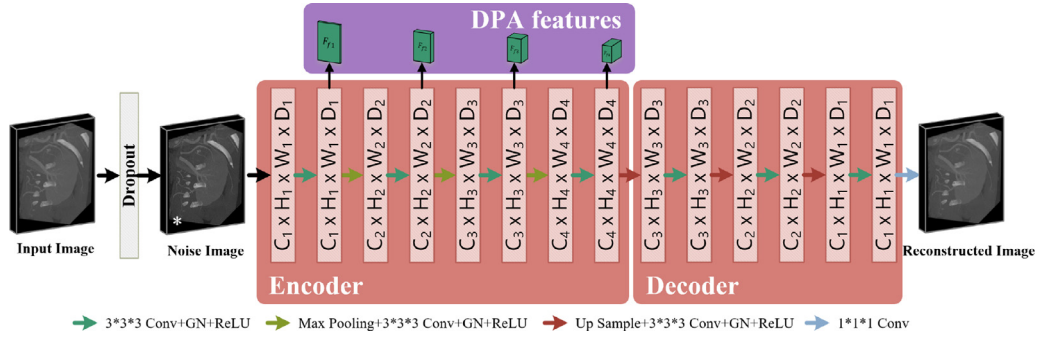 DPA features
F_f1
F_f2
F_f3
Dropout
*
C₁ x H₁ x W₁ x D₁
C₁ x H₁ x W₁ x D₁
C₂ x H₂ x W₂ x D₂
C₂ x H₂ x W₂ x D₂
C₃ x H₃ x W₃ x D₃
C₃ x H₃ x W₃ x D₃
C₄ x H₄ x W₄ x D₄
C₄ x H₄ x W₄ x D₄
C₃ x H₃ x W₃ x D₃
C₃ x H₃ x W₃ x D₃
C₂ x H₂ x W₂ x D₂
C₂ x H₂ x W₂ x D₂
C₁ x H₁ x W₁ x D₁
C₁ x H₁ x W₁ x D₁
Input Image
Noise Image
Reconstructed Image
Encoder
Decoder
3*3*3 Conv+GN+ReLU
Max Pooling+3*3*3 Conv+GN+ReLU
Up Sample+3*3*3 Conv+GN+ReLU
1*1*1 Conv